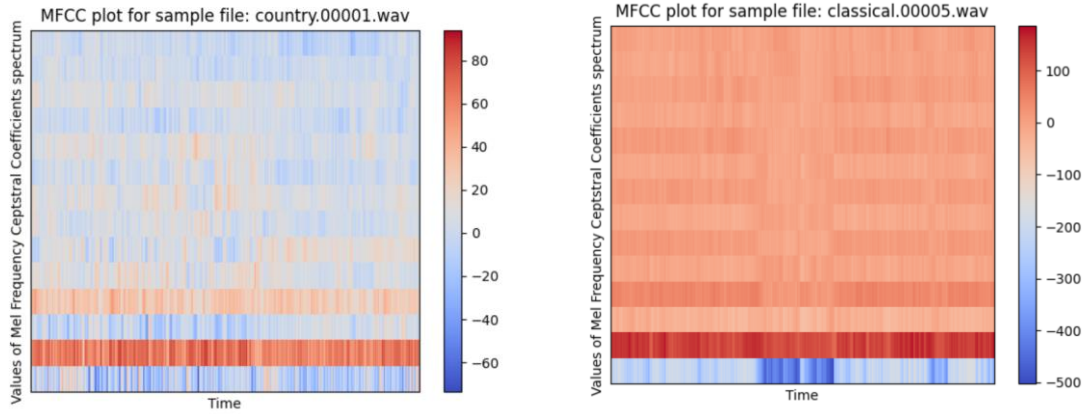 MFCC plot for sample file: country.00001.wav
Values of Mel Frequency Ceptstral Coefficients spectrum
Time
80
60
40
20
0
−20
−40
−60
MFCC plot for sample file: classical.00005.wav
Values of Mel Frequency Ceptstral Coefficients spectrum
Time
100
0
−100
−200
−300
−400
−500